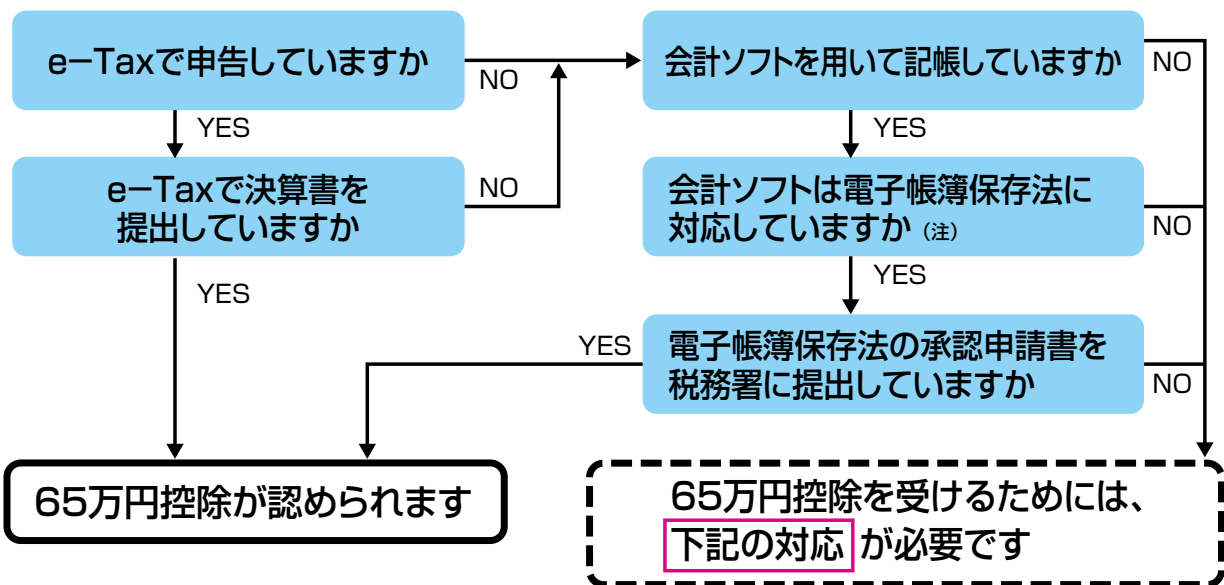 e-Taxで申告していますか
NO
YES
e-Taxで決算書を
提出していますか
NO
YES
会計ソフトを用いて記帳していますか
NO
YES
会計ソフトは電子帳簿保存法に
対応していますか (注)
NO
YES
電子帳簿保存法の承認申請書を
税務署に提出していますか
YES
NO
65万円控除が認められます
65万円控除を受けるためには、
下記の対応 が必要です